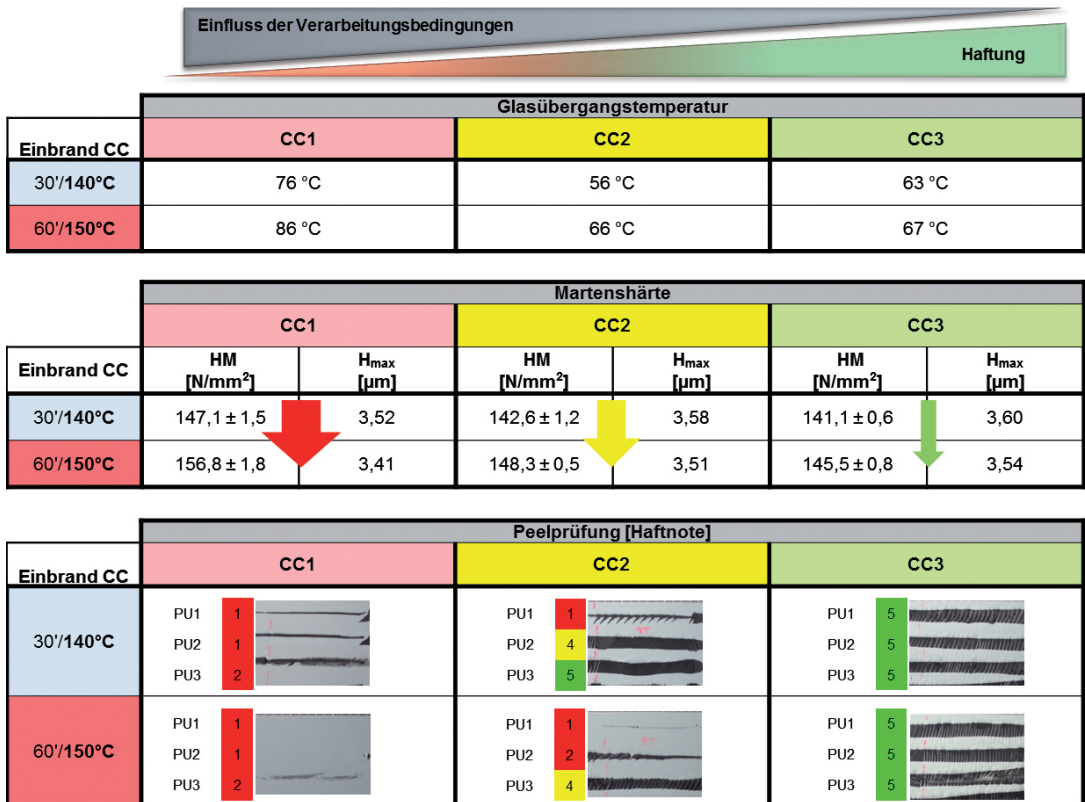 Einfluss der Verarbeitungsbedingungen
Haftung
Glasübergangstemperatur
Einbrand CC CC1 CC2 CC3
30'/140°C 76 °C 56 °C 63 °C
60'/150°C 86 °C 66 °C 67 °C
Martenshärte
CC1 CC2 CC3
Einbrand CC HM [N/mm²] Hmax [µm] HM [N/mm²] Hmax [µm] HM [N/mm²] Hmax [µm]
30'/140°C 147,1 ± 1,5 3,52 142,6 ± 1,2 3,58 141,1 ± 0,6 3,60
60'/150°C 156,8 ± 1,8 3,41 148,3 ± 0,5 3,51 145,5 ± 0,8 3,54
Peelprüfung [Haftnote]
Einbrand CC CC1 CC2 CC3
PU1 1 PU1 1 PU1 5
30'/140°C PU2 1 PU2 4 PU2 5
PU3 2 PU3 5 PU3 5
PU1 1 PU1 1 PU1 5
60'/150°C PU2 1 PU2 2 PU2 5
PU3 2 PU3 4 PU3 5